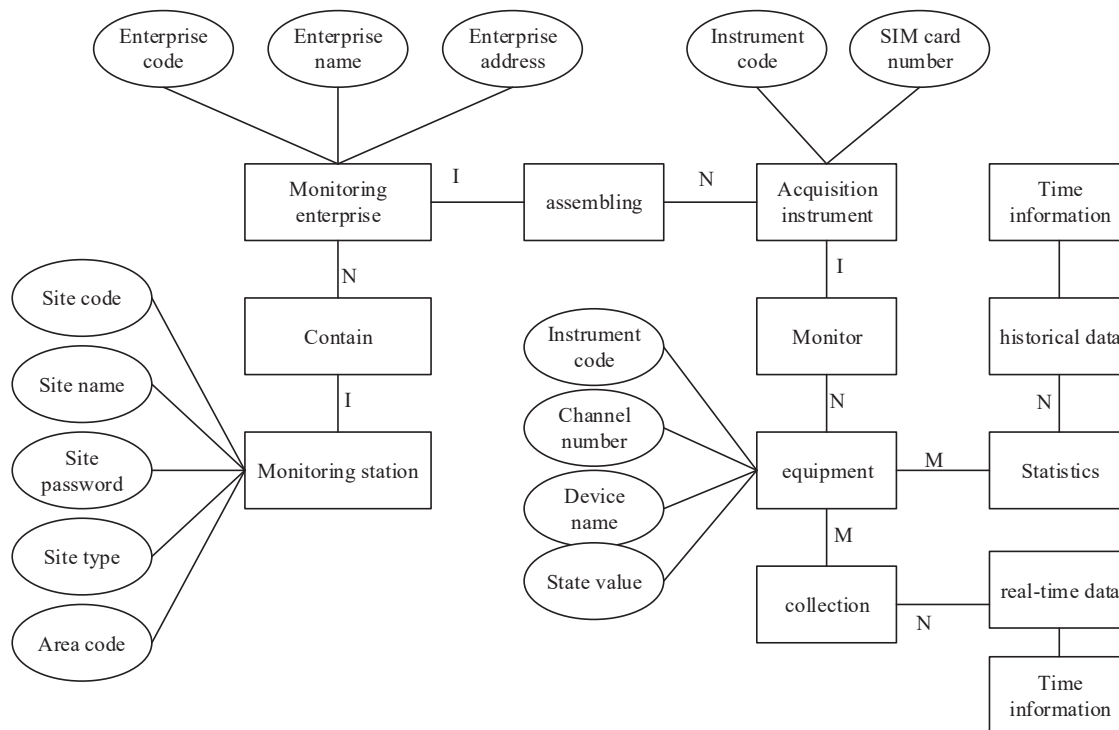 Enterprise
code
Enterprise
name
Enterprise
address
Instrument
code
SIM card
number
Monitoring
enterprise
I
assembling
N
Acquisition
instrument
Time
information
N
I
Site code
Contain
Instrument
code
Monitor
historical data
Site name
I
Channel
number
N
N
Site
password
Monitoring station
equipment
M
Statistics
Device
name
M
Site type
State value
collection
N
real-time data
Area code
Time
information